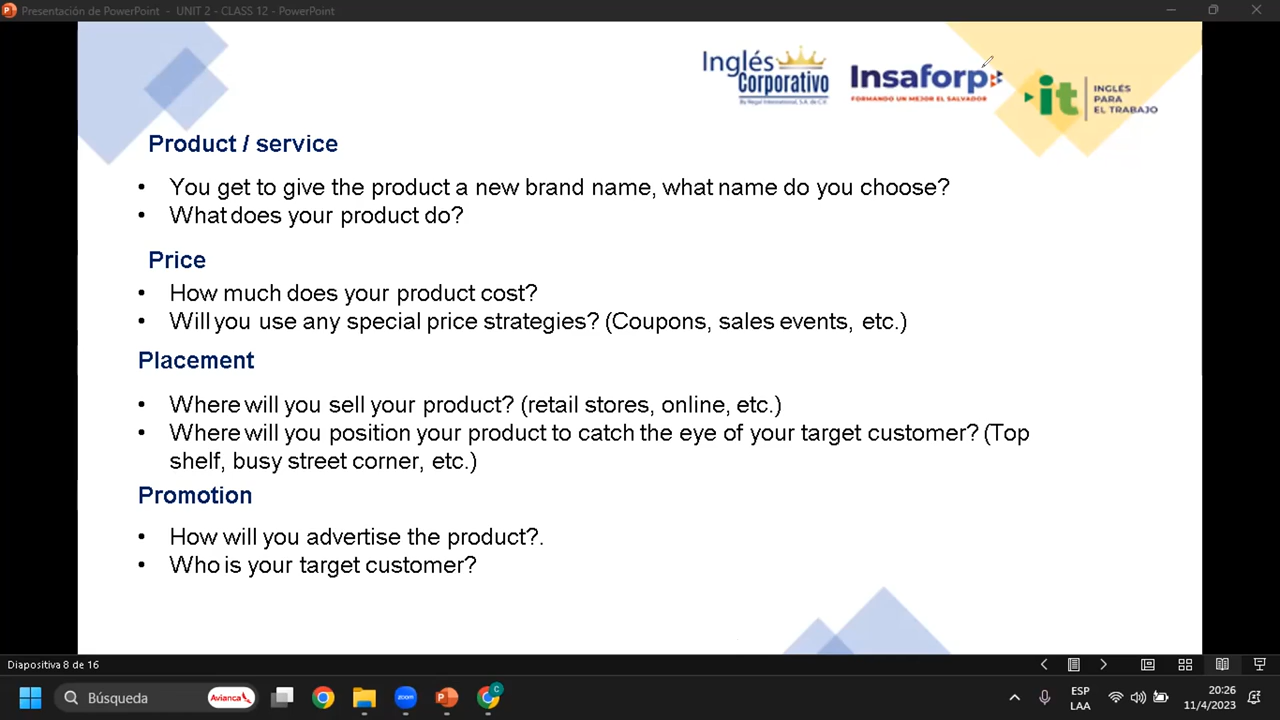 Presentación de PowerPoint - UNIT 2 - CLASS 12 - PowerPoint
Inglés
Corporativo
By Regal International, S.A. de C.V.
Insaforp
FORMANDO UN MEJOR EL SALVADOR
it
INGLÉS
PARA
EL TRABAJO
Product / service
• You get to give the product a new brand name, what name do you choose?
• What does your product do?
Price
• How much does your product cost?
• Will you use any special price strategies? (Coupons, sales events, etc.)
Placement
• Where will you sell your product? (retail stores, online, etc.)
• Where will you position your product to catch the eye of your target customer? (Top
shelf, busy street corner, etc.)
Promotion
• How will you advertise the product?.
• Who is your target customer?
Diapositiva 8 de 16
Búsqueda
Avianca
C
ESP
LAA
20:26
11/4/2023